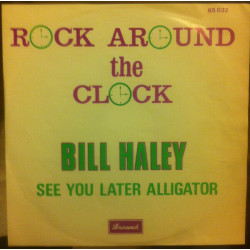 ROCK AROUND
the
CLOCK
BILL HALEY
SEE YOU LATER ALLIGATOR
Brunswick